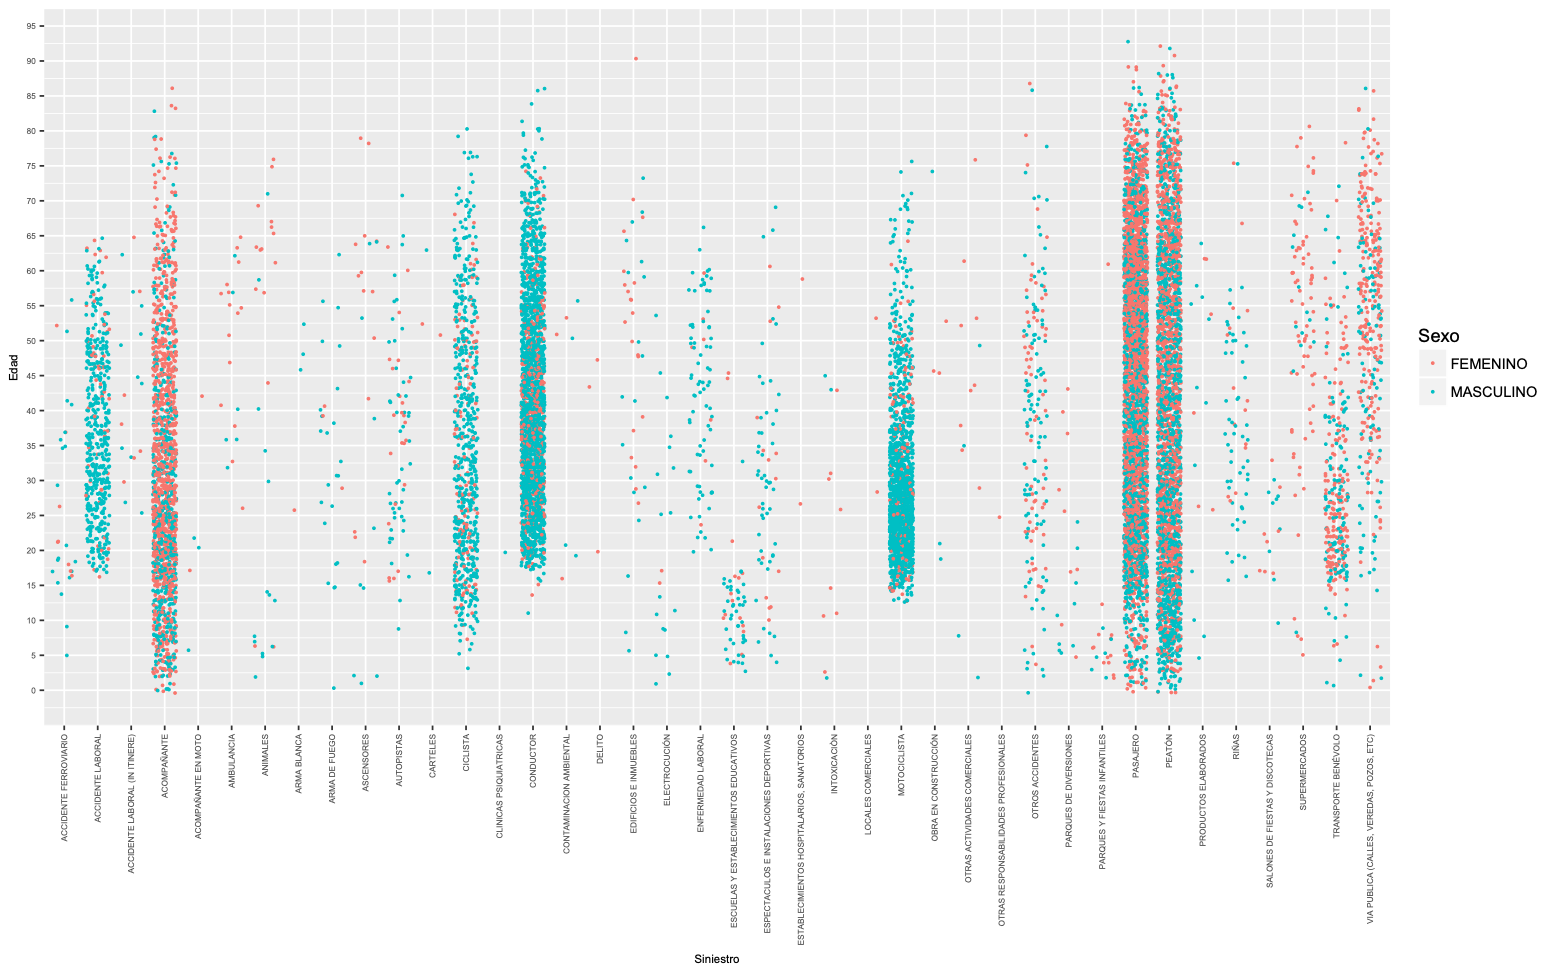 95
90
85
80
75
70
65
60
55
50
45
40
35
30
25
20
15
10
5
0
Edad
ACCIDENTE FERROVIARIO
ACCIDENTE LABORAL
ACCIDENTE LABORAL (IN ITINERE)
ACOMPAÑANTE
ACOMPAÑANTE EN MOTO
AMBULANCIA
ANIMALES
ARMA BLANCA
ARMA DE FUEGO
ASCENSORES
AUTOPISTAS
CARTELES
CICLISTA
CLINICAS PSIQUIATRICAS
CONDUCTOR
CONTAMINACION AMBIENTAL
DELITO
EDIFICIOS E INMUEBLES
ELECTROCUCIÓN
ENFERMEDAD LABORAL
ESCUELAS Y ESTABLECIMIENTOS EDUCATIVOS
ESPECTACULOS E INSTALACIONES DEPORTIVAS
ESTABLECIMIENTOS HOSPITALARIOS, SANATORIOS
INTOXICACIÓN
LOCALES COMERCIALES
MOTOCICLISTA
OBRA EN CONSTRUCCIÓN
OTRAS ACTIVIDADES COMERCIALES
OTRAS RESPONSABILIDADES PROFESIONALES
OTROS ACCIDENTES
PARQUES DE DIVERSIONES
PARQUES Y FIESTAS INFANTILES
PASAJERO
PEATÓN
PRODUCTOS ELABORADOS
RIÑAS
SALONES DE FIESTAS Y DISCOTECAS
SUPERMERCADOS
TRANSPORTE BENÉVOLO
VIA PUBLICA (CALLES, VEREDAS, POZOS, ETC)
Siniestro
Sexo
FEMENINO
MASCULINO